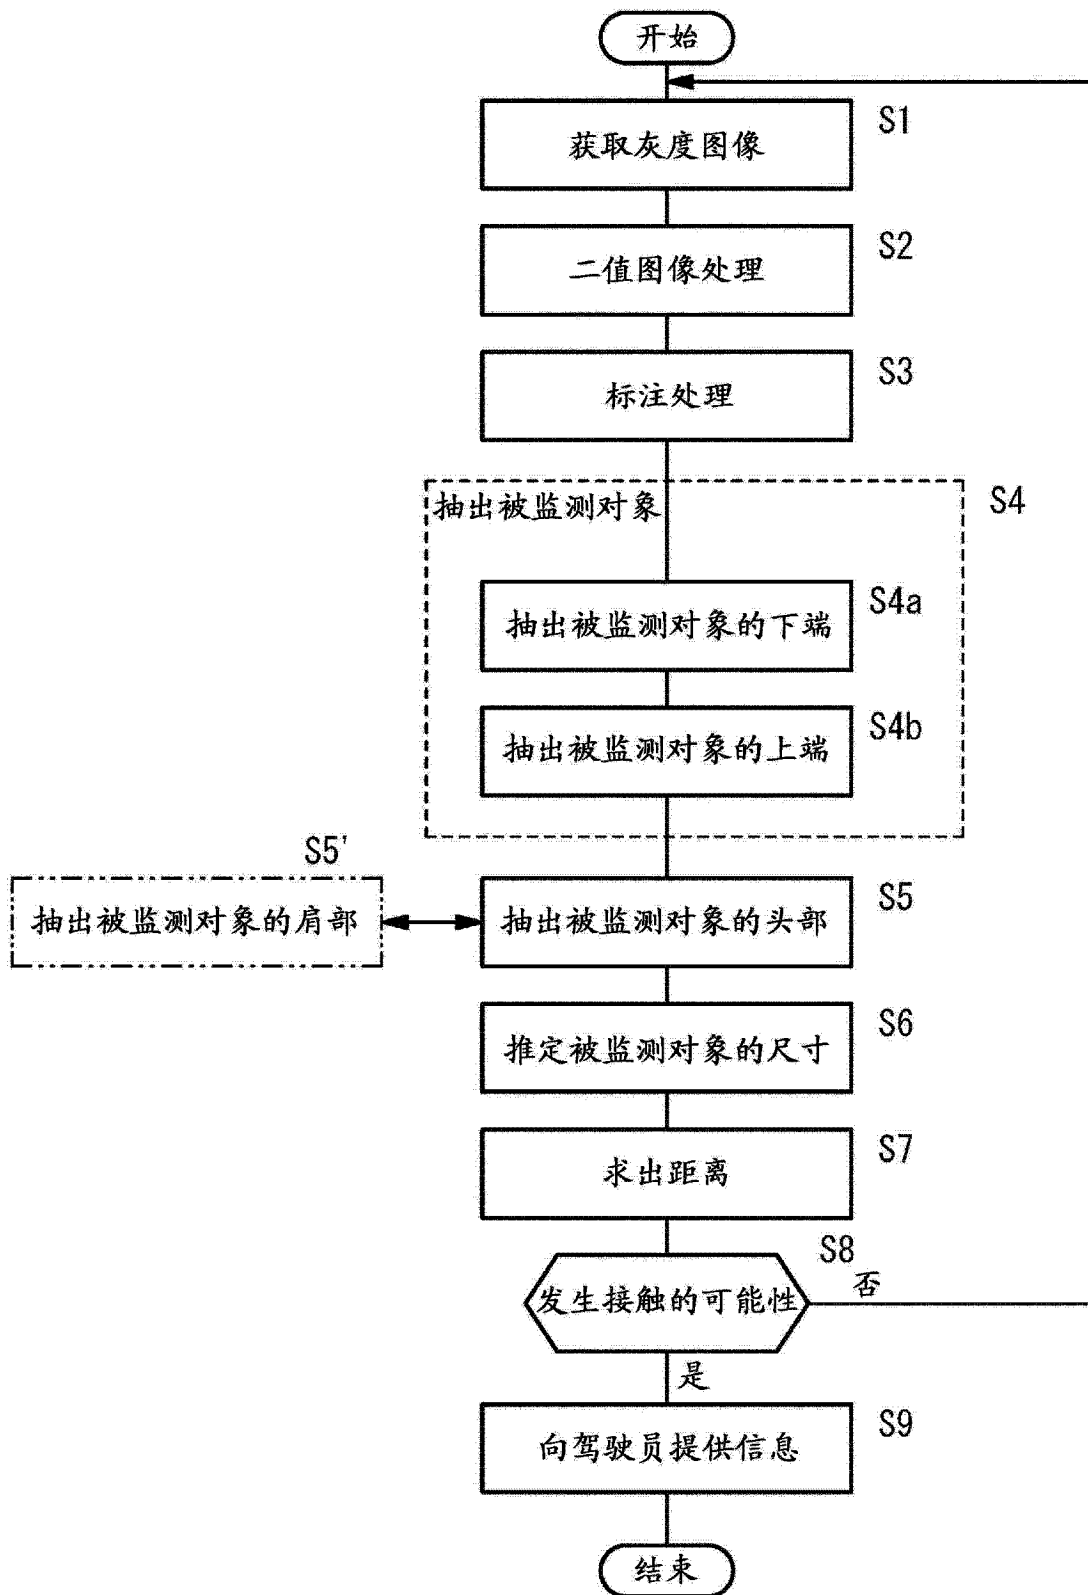 开始
S1
获取灰度图像
S2
二值图像处理
S3
标注处理
S4
抽出被监测对象
S4a
抽出被监测对象的下端
S4b
抽出被监测对象的上端
S5'
抽出被监测对象的肩部
S5
抽出被监测对象的头部
S6
推定被监测对象的尺寸
S7
求出距离
S8
发生接触的可能性
否
是
S9
向驾驶员提供信息
结束